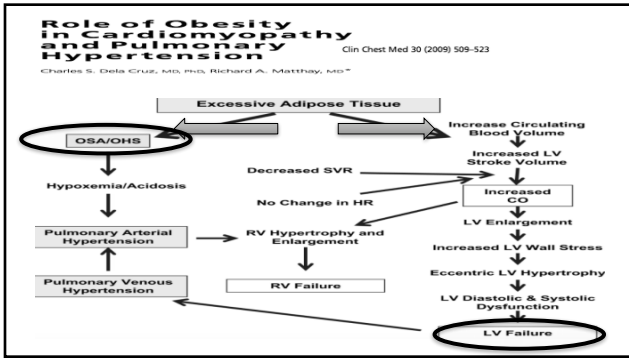 Role of Obesity
in Cardiomyopathy
and Pulmonary
Hypertension
Clin Chest Med 30 (2009) 509–523
Charles S. Dela Cruz, MD, PhD, Richard A. Matthay, MD*
Excessive Adipose Tissue
OSA/OHS
Hypoxemia/Acidosis
Pulmonary Arterial
Hypertension
Pulmonary Venous
Hypertension
Decreased SVR
No Change in HR
RV Hypertrophy and
Enlargement
RV Failure
Increase Circulating
Blood Volume
Increased LV
Stroke Volume
Increased
CO
LV Enlargement
Increased LV Wall Stress
Eccentric LV Hypertrophy
LV Diastolic & Systolic
Dysfunction
LV Failure